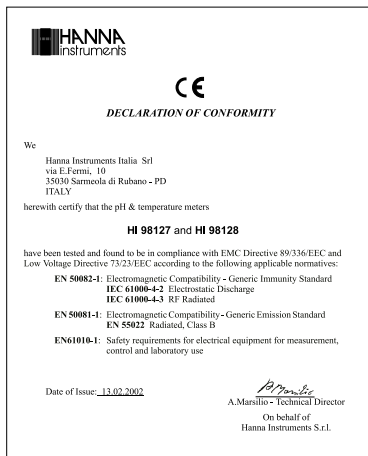 HANNA
instruments
CE
DECLARATION OF CONFORMITY
We
Hanna Instruments Italia Srl
via E.Fermi, 10
35030 Sarmeola di Rubano - PD
ITALY
herewith certify that the pH & temperature meters
HI 98127 and HI 98128
have been tested and found to be in compliance with EMC Directive 89/336/EEC and
Low Voltage Directive 73/23/EEC according to the following applicable normatives:
EN 50082-1: Electromagnetic Compatibility - Generic Immunity Standard
IEC 61000-4-2 Electrostatic Discharge
IEC 61000-4-3 RF Radiated
EN 50081-1: Electromagnetic Compatibility - Generic Emission Standard
EN 55022 Radiated, Class B
EN61010-1: Safety requirements for electrical equipment for measurement,
control and laboratory use
Date of Issue: 13.02.2002
A.Marsilio
A.Marsilio - Technical Director
On behalf of
Hanna Instruments S.r.l.